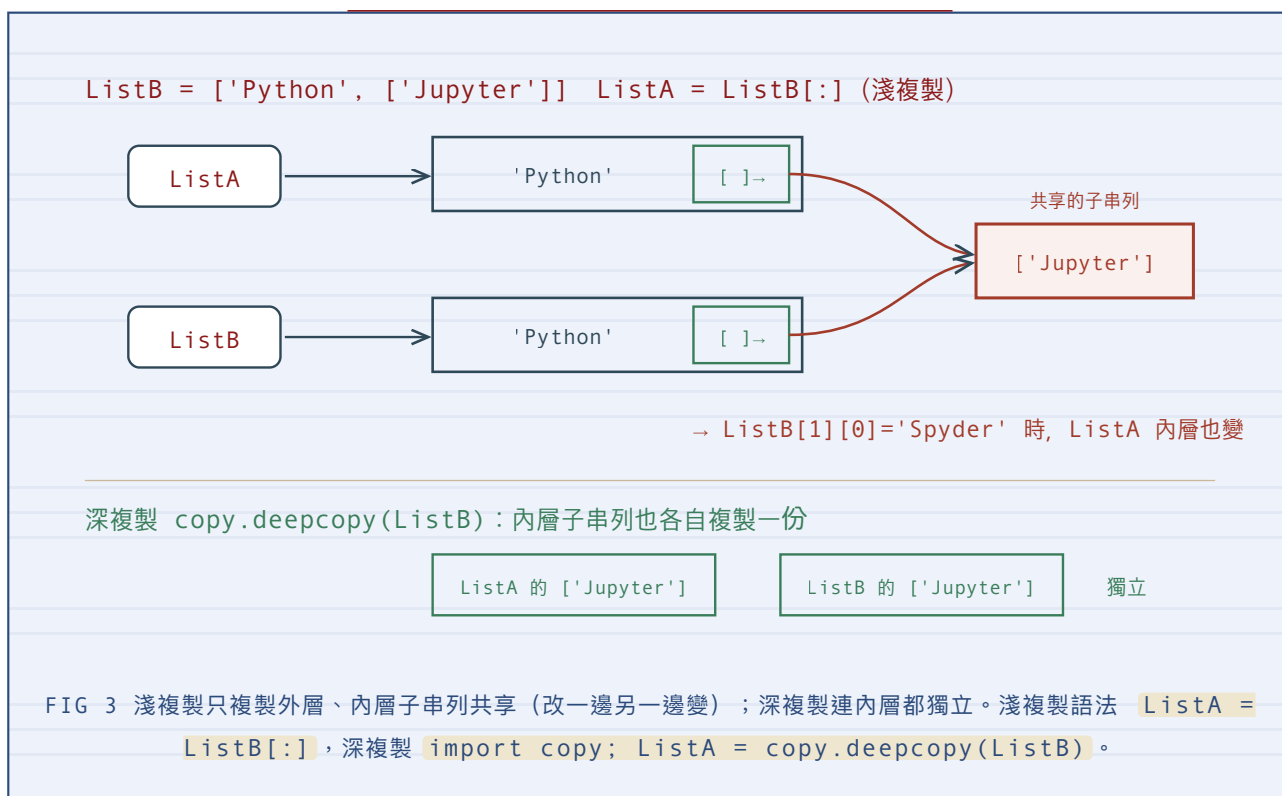 ListB = ['Python', ['Jupyter']] ListA = ListB[:] (淺複製)
ListA
'Python'
[ ]→
共享的子串列
['Jupyter']
ListB
'Python'
[ ]→
→ ListB[1][0]='Spyder' 時, ListA 內層也變
深複製 copy.deepcopy(ListB)：內層子串列也各自複製一份
ListA 的 ['Jupyter']
ListB 的 ['Jupyter']
獨立
FIG 3 淺複製只複製外層、內層子串列共享（改一邊另一邊變）；深複製連內層都獨立。淺複製語法 ListA =
ListB[:]，深複製 import copy; ListA = copy.deepcopy(ListB)。